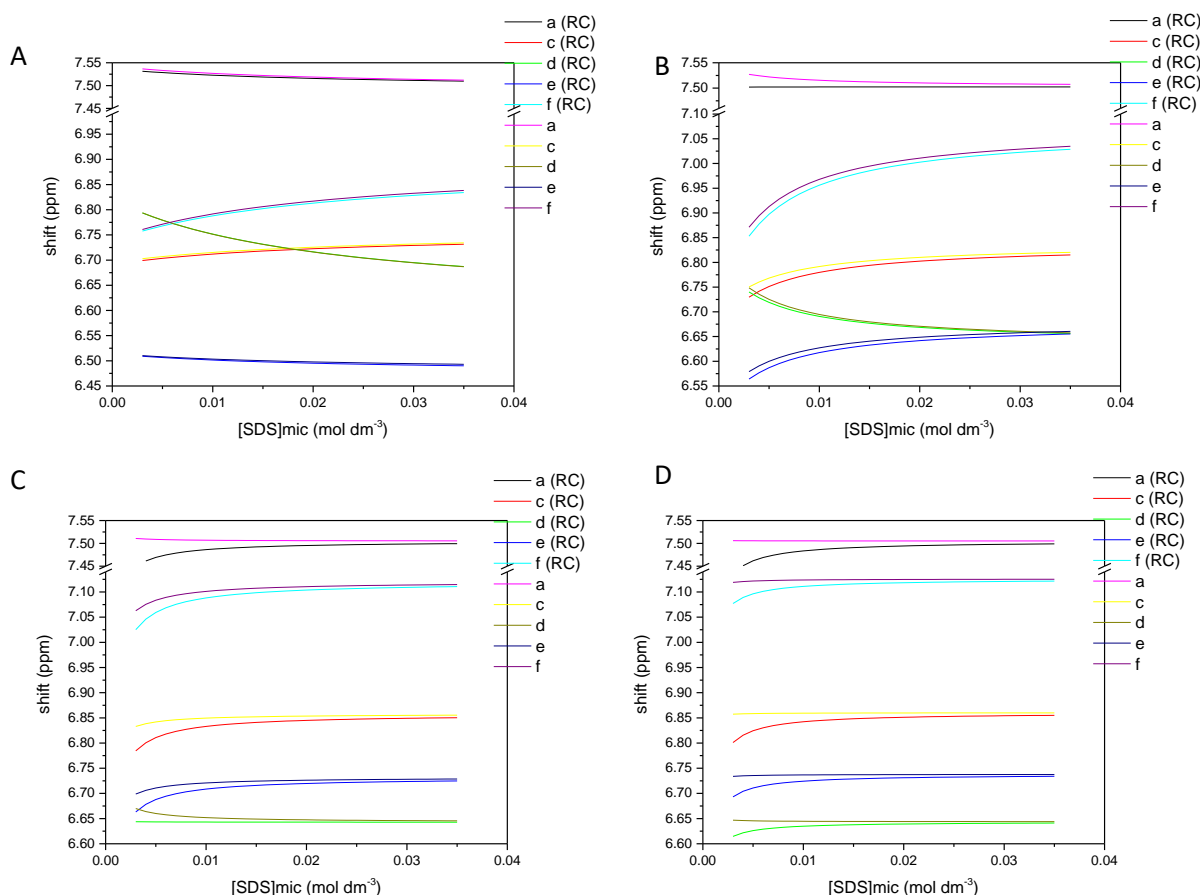 A
a (RC)
c (RC)
d (RC)
e (RC)
f (RC)
a
c
d
e
f
7.55
7.50
7.45
6.95
6.90
6.85
6.80
6.75
6.70
6.65
6.60
6.55
6.50
6.45
shift (ppm)
0.00 0.01 0.02 0.03 0.04
[SDS]mic (mol dm-3)
B
a (RC)
c (RC)
d (RC)
e (RC)
f (RC)
a
c
d
e
f
7.55
7.50
7.10
7.05
7.00
6.95
6.90
6.85
6.80
6.75
6.70
6.65
6.60
6.55
shift (ppm)
0.00 0.01 0.02 0.03 0.04
[SDS]mic (mol dm-3)
C
a (RC)
c (RC)
d (RC)
e (RC)
f (RC)
a
c
d
e
f
7.55
7.50
7.45
7.10
7.05
7.00
6.95
6.90
6.85
6.80
6.75
6.70
6.65
6.60
shift (ppm)
0.00 0.01 0.02 0.03 0.04
[SDS]mic (mol dm-3)
D
a (RC)
c (RC)
d (RC)
e (RC)
f (RC)
a
c
d
e
f
7.55
7.50
7.45
7.10
7.05
7.00
6.95
6.90
6.85
6.80
6.75
6.70
6.65
6.60
shift (ppm)
0.00 0.01 0.02 0.03 0.04
[SDS]mic (mol dm-3)